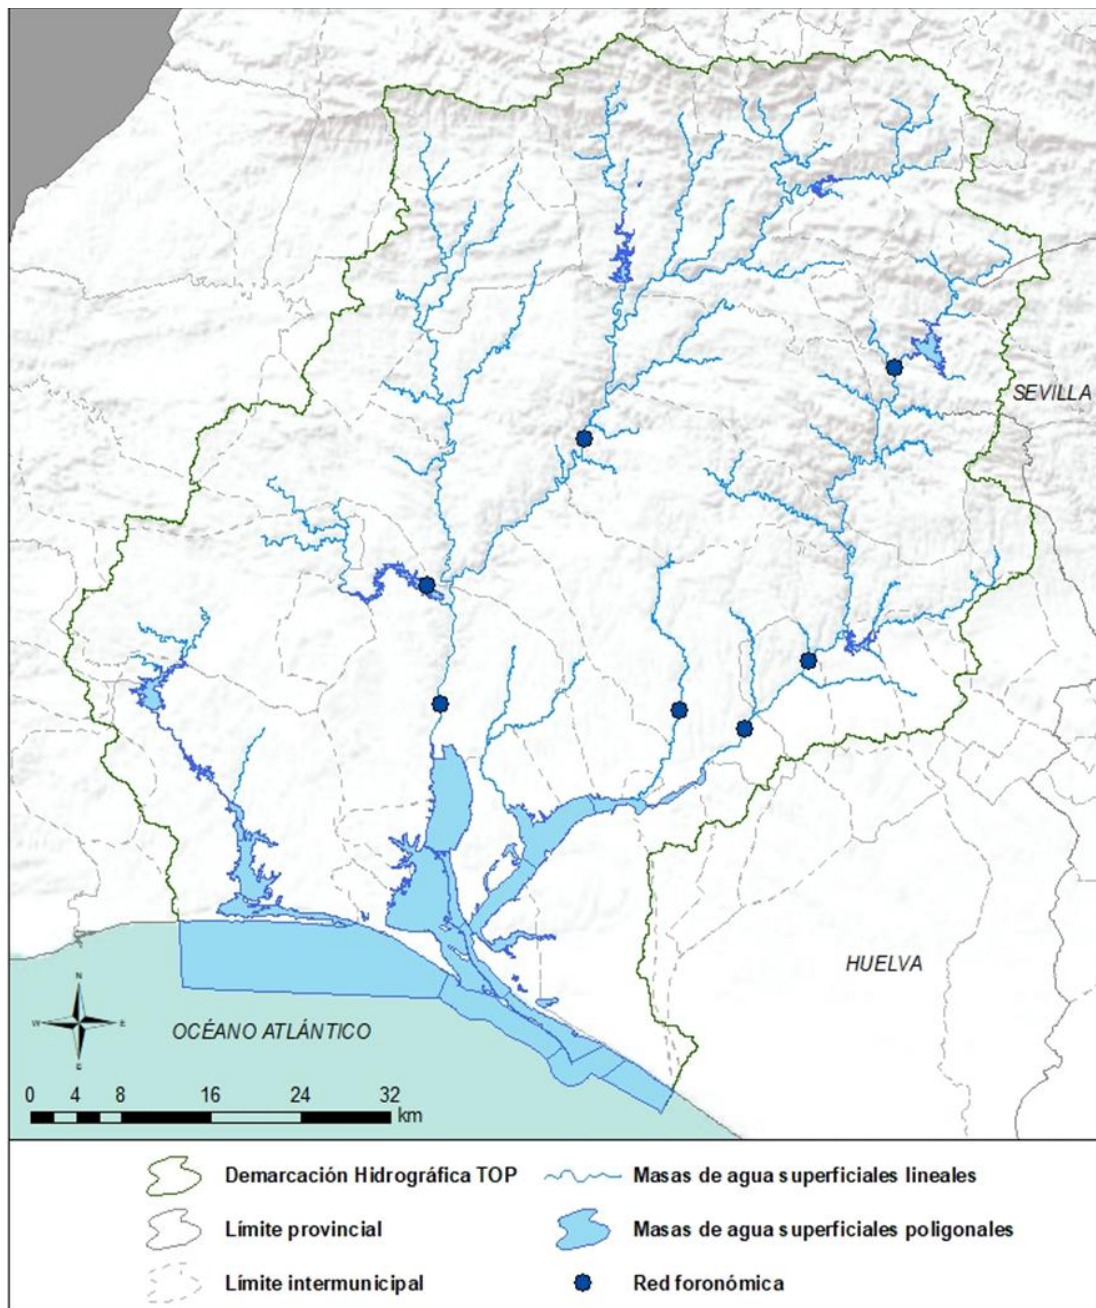 SEVILLA
HUELVA
N
W E
S
OCÉANO ATLÁNTICO
0 4 8 16 24 32
km
Demarcación Hidrográfica TOP
Masas de agua superficiales lineales
Límite provincial
Masas de agua superficiales poligonales
Límite intermunicipal
Red foronómica